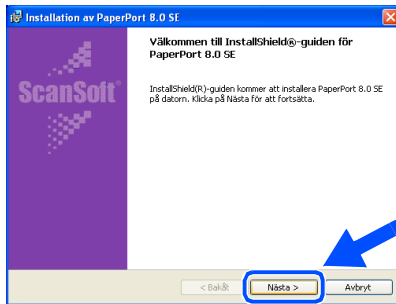 Installation av PaperPort 8.0 SE
Välkommen till InstallShield®-guiden för
PaperPort 8.0 SE
ScanSoft®
InstallShield(R)-guiden kommer att installera PaperPort 8.0 SE
på datorn. Klicka på Nästa för att fortsätta.
< Bakåt
Nästa >
Avbryt